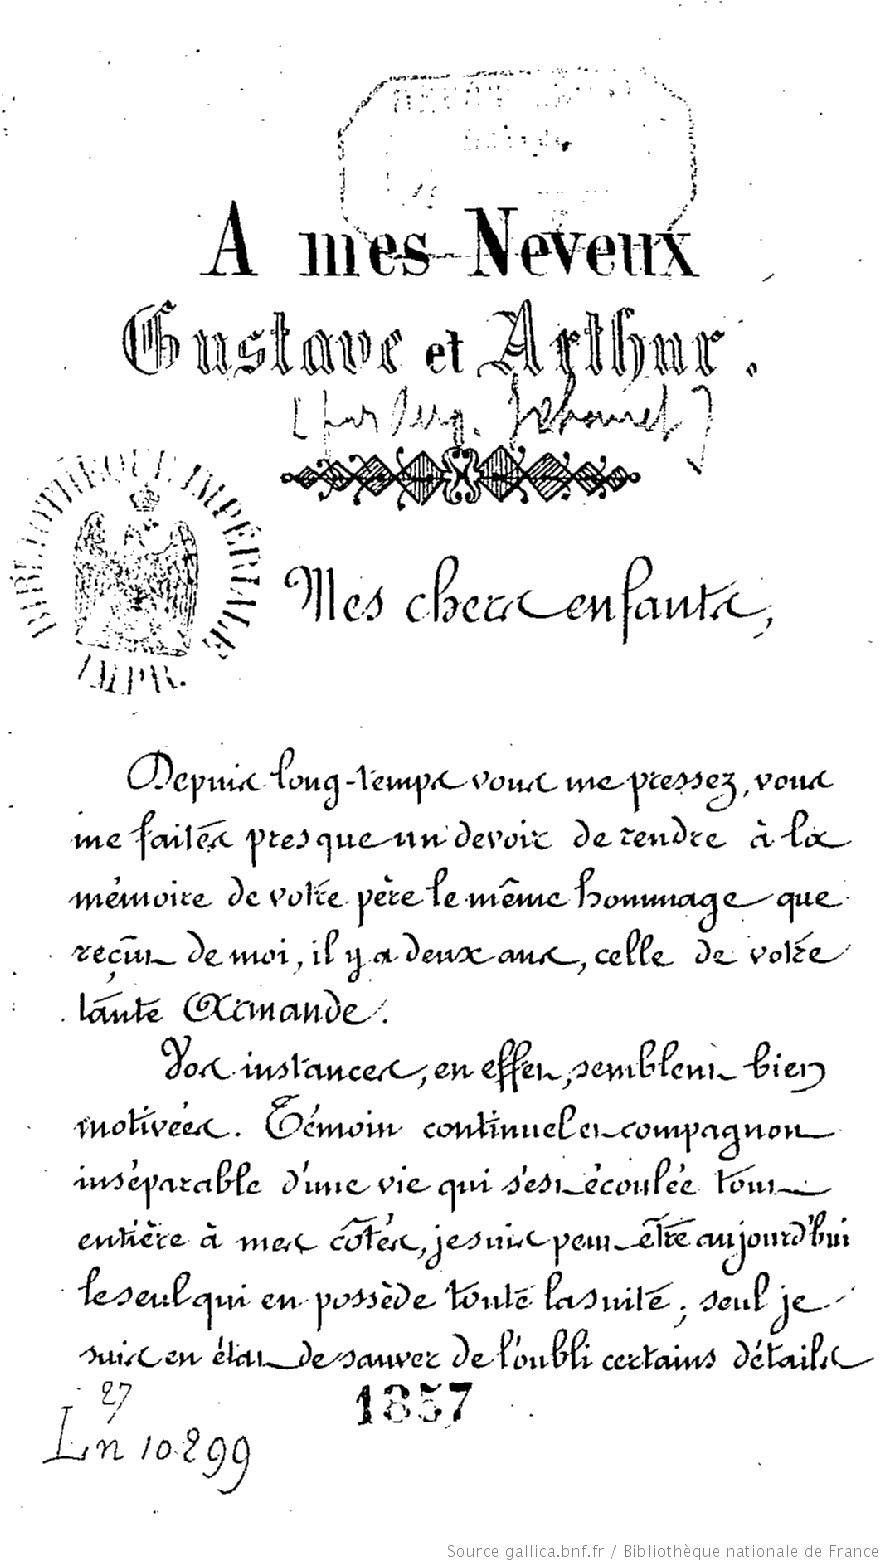 A mes Neveux
Gustave et Arthur.
BIBLIOTHÈQUE IMPÉRIALE
IMPR.
Mes chers enfants,
Depuis long-temps vous me pressez, vous
me faites presque un devoir de rendre à la
mémoire de votre père le même hommage que
reçût de moi, il y a deux ans, celle de votre
tante Armande.
Vos instances, en effet, semblent bien
motivées. Témoin continuel et compagnon
inséparable d'une vie qui s'est écoulée tout
entière à mes côtés, je suis peut-être aujourd'hui
le seul qui en possède toute la suite ; seul je
suis en état de sauver de l'oubli certains détails
1857
27
Ln 10299
Source gallica.bnf.fr / Bibliothèque nationale de France